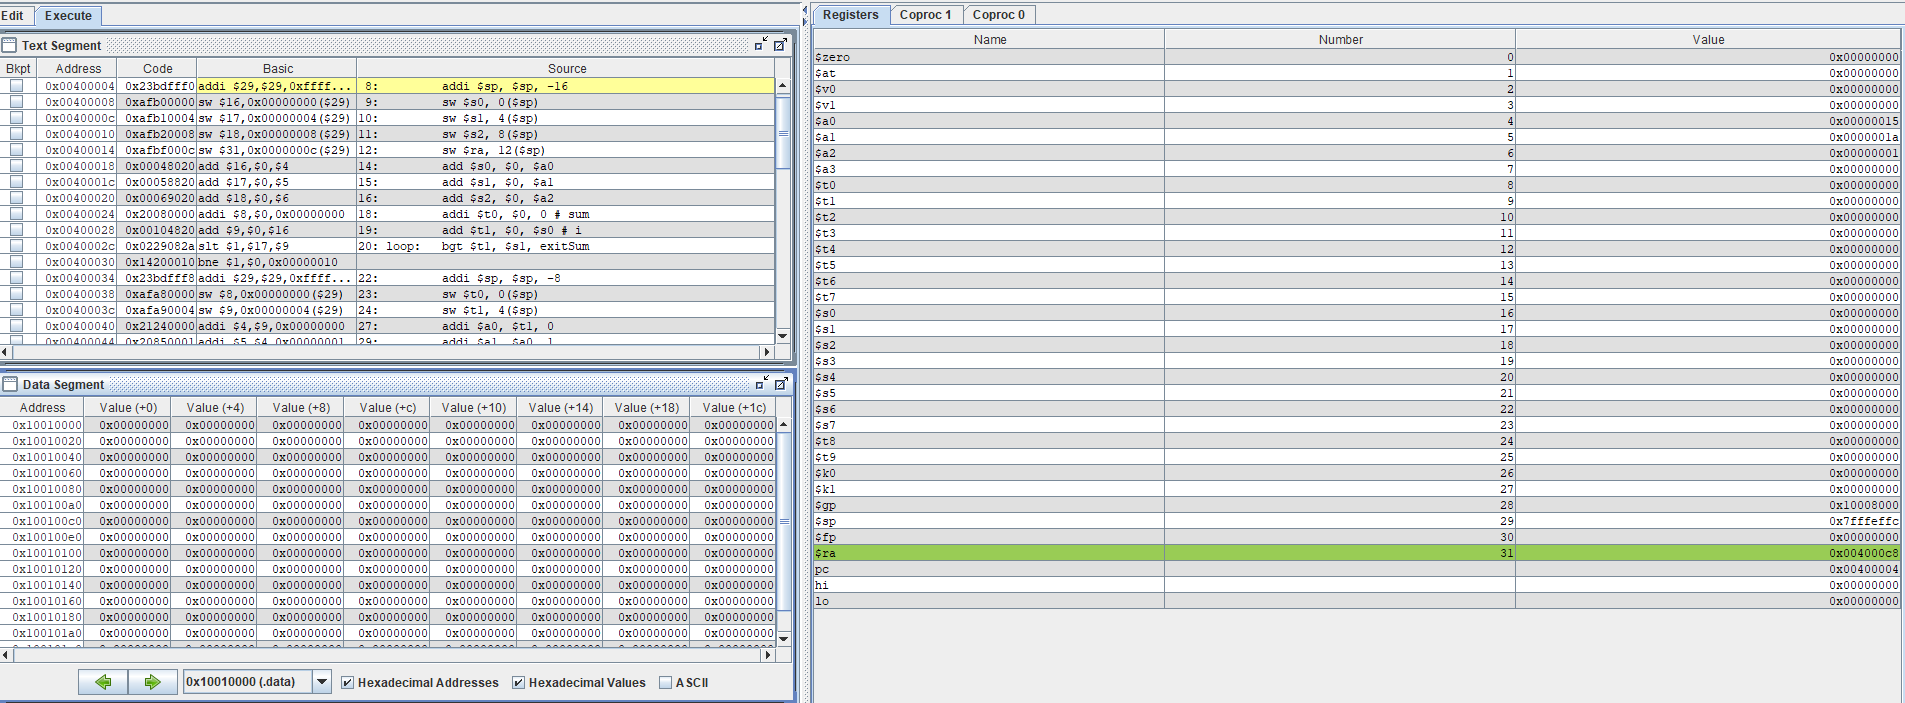 Edit Execute
Text Segment
Bkpt Address Code Basic Source
0x00400004 0x23bdfff0 addi $29,$29,0xffff... 8: addi $sp, $sp, -16
0x00400008 0xafb00000 sw $16,0x00000000($29) 9: sw $s0, 0($sp)
0x0040000c 0xafb10004 sw $17,0x00000004($29) 10: sw $s1, 4($sp)
0x00400010 0xafb20008 sw $18,0x00000008($29) 11: sw $s2, 8($sp)
0x00400014 0xafbf000c sw $31,0x0000000c($29) 12: sw $ra, 12($sp)
0x00400018 0x00048020 add $16,$0,$4 14: add $s0, $0, $a0
0x0040001c 0x00058820 add $17,$0,$5 15: add $s1, $0, $a1
0x00400020 0x00069020 add $18,$0,$6 16: add $s2, $0, $a2
0x00400024 0x20080000 addi $8,$0,0x00000000 18: addi $t0, $0, 0 # sum
0x00400028 0x00104820 add $9,$0,$16 19: add $t1, $0, $s0 # i
0x0040002c 0x0229082a slt $1,$17,$9 20: loop: bgt $t1, $s1, exitSum
0x00400030 0x14200010 bne $1,$0,0x00000010
0x00400034 0x23bdfff8 addi $29,$29,0xffff... 22: addi $sp, $sp, -8
0x00400038 0xafa80000 sw $8,0x00000000($29) 23: sw $t0, 0($sp)
0x0040003c 0xafa90004 sw $9,0x00000004($29) 24: sw $t1, 4($sp)
0x00400040 0x21240000 addi $4,$9,0x00000000 27: addi $a0, $t1, 0
0x00400044 0x20850001 addi $5,$4,0x00000001 29: addi $a1, $a0, 1
Data Segment
Address Value (+0) Value (+4) Value (+8) Value (+c) Value (+10) Value (+14) Value (+18) Value (+1c)
0x10010000 0x00000000 0x00000000 0x00000000 0x00000000 0x00000000 0x00000000 0x00000000 0x00000000
0x10010020 0x00000000 0x00000000 0x00000000 0x00000000 0x00000000 0x00000000 0x00000000 0x00000000
0x10010040 0x00000000 0x00000000 0x00000000 0x00000000 0x00000000 0x00000000 0x00000000 0x00000000
0x10010060 0x00000000 0x00000000 0x00000000 0x00000000 0x00000000 0x00000000 0x00000000 0x00000000
0x10010080 0x00000000 0x00000000 0x00000000 0x00000000 0x00000000 0x00000000 0x00000000 0x00000000
0x100100a0 0x00000000 0x00000000 0x00000000 0x00000000 0x00000000 0x00000000 0x00000000 0x00000000
0x100100c0 0x00000000 0x00000000 0x00000000 0x00000000 0x00000000 0x00000000 0x00000000 0x00000000
0x100100e0 0x00000000 0x00000000 0x00000000 0x00000000 0x00000000 0x00000000 0x00000000 0x00000000
0x10010100 0x00000000 0x00000000 0x00000000 0x00000000 0x00000000 0x00000000 0x00000000 0x00000000
0x10010120 0x00000000 0x00000000 0x00000000 0x00000000 0x00000000 0x00000000 0x00000000 0x00000000
0x10010140 0x00000000 0x00000000 0x00000000 0x00000000 0x00000000 0x00000000 0x00000000 0x00000000
0x10010160 0x00000000 0x00000000 0x00000000 0x00000000 0x00000000 0x00000000 0x00000000 0x00000000
0x10010180 0x00000000 0x00000000 0x00000000 0x00000000 0x00000000 0x00000000 0x00000000 0x00000000
0x100101a0 0x00000000 0x00000000 0x00000000 0x00000000 0x00000000 0x00000000 0x00000000 0x00000000
0x10010000 (.data) Hexadecimal Addresses Hexadecimal Values ASCII
Registers Coproc 1 Coproc 0
Name Number Value
$zero 0 0x00000000
$at 1 0x00000000
$v0 2 0x00000000
$v1 3 0x00000000
$a0 4 0x00000015
$a1 5 0x0000001a
$a2 6 0x00000001
$a3 7 0x00000000
$t0 8 0x00000000
$t1 9 0x00000000
$t2 10 0x00000000
$t3 11 0x00000000
$t4 12 0x00000000
$t5 13 0x00000000
$t6 14 0x00000000
$t7 15 0x00000000
$s0 16 0x00000000
$s1 17 0x00000000
$s2 18 0x00000000
$s3 19 0x00000000
$s4 20 0x00000000
$s5 21 0x00000000
$s6 22 0x00000000
$s7 23 0x00000000
$t8 24 0x00000000
$t9 25 0x00000000
$k0 26 0x00000000
$k1 27 0x00000000
$gp 28 0x10008000
$sp 29 0x7fffeffc
$fp 30 0x00000000
$ra 31 0x004000c8
pc 0x00400004
hi 0x00000000
lo 0x00000000